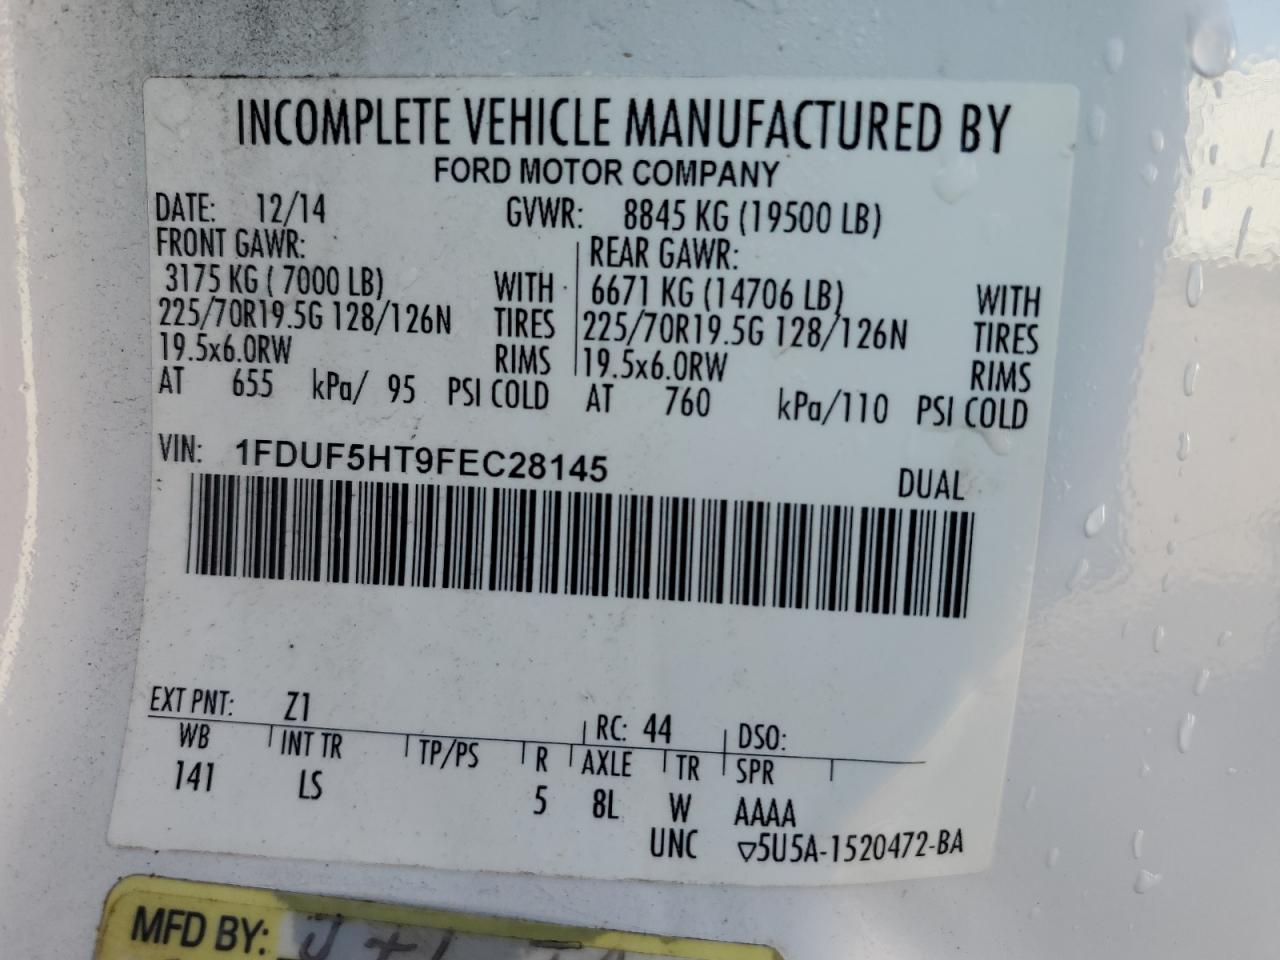 INCOMPLETE VEHICLE MANUFACTURED BY
FORD MOTOR COMPANY
DATE: 12/14 GVWR: 8845 KG (19500 LB)
FRONT GAWR: REAR GAWR:
3175 KG ( 7000 LB) WITH 6671 KG (14706 LB) WITH
225/70R19.5G 128/126N TIRES 225/70R19.5G 128/126N TIRES
19.5x6.0RW RIMS 19.5x6.0RW RIMS
AT 655 kPa/ 95 PSI COLD AT 760 kPa/110 PSI COLD
VIN: 1FDUF5HT9FEC28145 DUAL
EXT PNT: Z1 RC: 44 DSO:
WB INT TR TP/PS R AXLE TR SPR
141 LS 5 8L W AAAA
UNC ▽5U5A-1520472-BA
MFD BY: